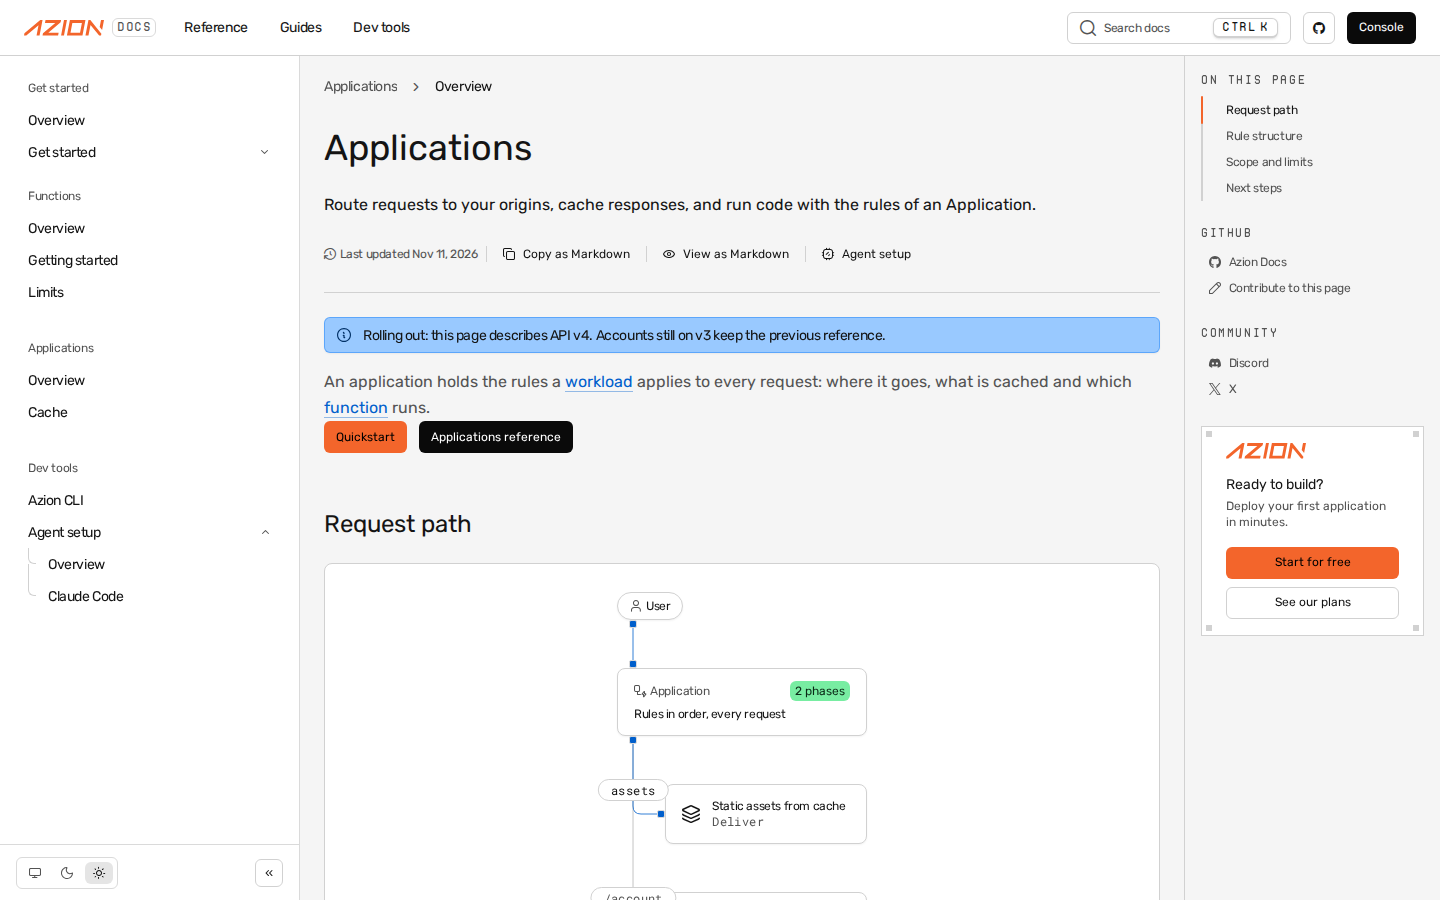 AZION DOCS Reference Guides Dev tools Search docs CTRL K Console
Get started
Overview
Get started
Functions
Overview
Getting started
Limits
Applications
Overview
Cache
Dev tools
Azion CLI
Agent setup
Overview
Claude Code
Applications Overview
Applications
Route requests to your origins, cache responses, and run code with the rules of an Application.
Last updated Nov 11, 2026 Copy as Markdown View as Markdown Agent setup
Rolling out: this page describes API v4. Accounts still on v3 keep the previous reference.
An application holds the rules a workload applies to every request: where it goes, what is cached and which
function runs.
Quickstart Applications reference
Request path
User
Application 2 phases
Rules in order, every request
assets
Static assets from cache
Deliver
/account
ON THIS PAGE
Request path
Rule structure
Scope and limits
Next steps
GITHUB
Azion Docs
Contribute to this page
COMMUNITY
Discord
X
AZION
Ready to build?
Deploy your first application
in minutes.
Start for free
See our plans